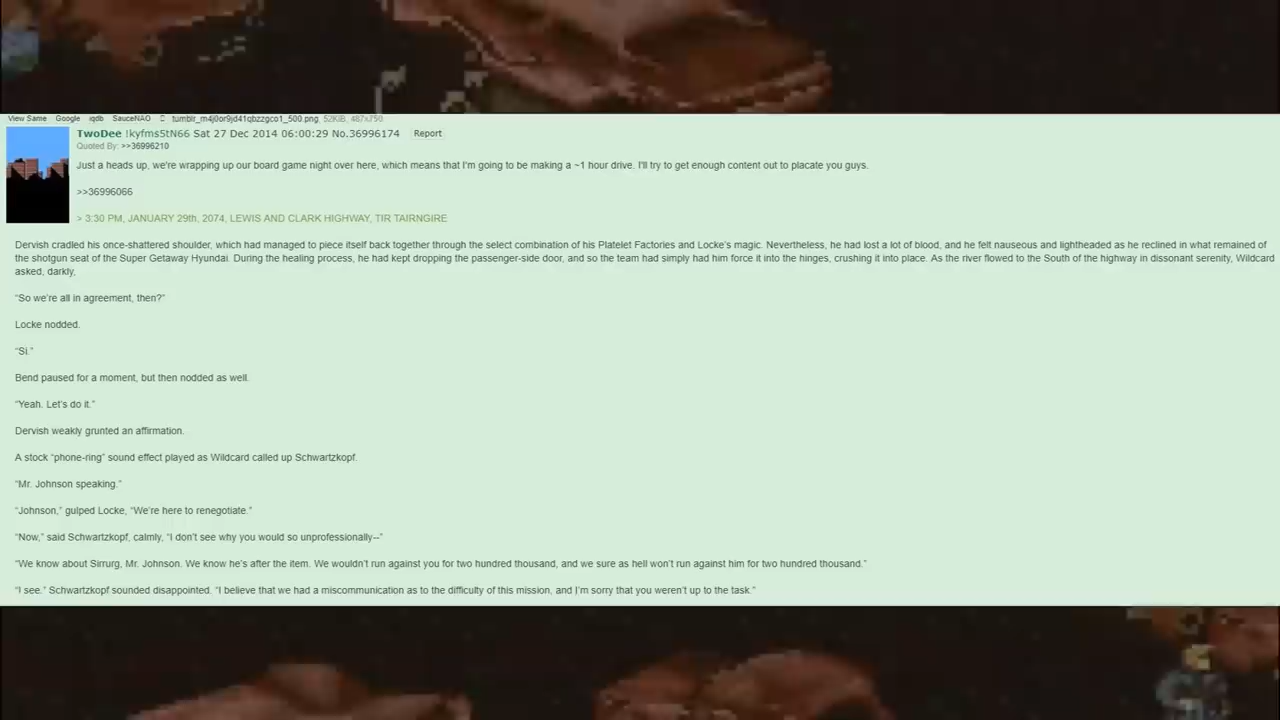 View Same Google iqdb SauceNAO tumblr_m4j0or9jd41qbzzgco1_500.png, 52KiB, 487x750
TwoDee !kyfms5tN66 Sat 27 Dec 2014 06:00:29 No.36996174 Report
Quoted By: >>36996210
Just a heads up, we're wrapping up our board game night over here, which means that I'm going to be making a ~1 hour drive. I'll try to get enough content out to placate you guys.
>>36996066
> 3:30 PM, JANUARY 29th, 2074, LEWIS AND CLARK HIGHWAY, TIR TAIRNGIRE
Dervish cradled his once-shattered shoulder, which had managed to piece itself back together through the select combination of his Platelet Factories and Locke's magic. Nevertheless, he had lost a lot of blood, and he felt nauseous and lightheaded as he reclined in what remained of
the shotgun seat of the Super Getaway Hyundai. During the healing process, he had kept dropping the passenger-side door, and so the team had simply had him force it into the hinges, crushing it into place. As the river flowed to the South of the highway in dissonant serenity, Wildcard
asked, darkly,
“So we're all in agreement, then?”
Locke nodded.
“Si.”
Bend paused for a moment, but then nodded as well.
“Yeah. Let's do it.”
Dervish weakly grunted an affirmation.
A stock “phone-ring” sound effect played as Wildcard called up Schwartzkopf.
“Mr. Johnson speaking.”
“Johnson,” gulped Locke, “We're here to renegotiate.”
“Now,” said Schwartzkopf, calmly, “I don't see why you would so unprofessionally--”
“We know about Sirrurg, Mr. Johnson. We know he's after the item. We wouldn't run against you for two hundred thousand, and we sure as hell won't run against him for two hundred thousand.”
“I see.” Schwartzkopf sounded disappointed. “I believe that we had a miscommunication as to the difficulty of this mission, and I'm sorry that you weren't up to the task.”